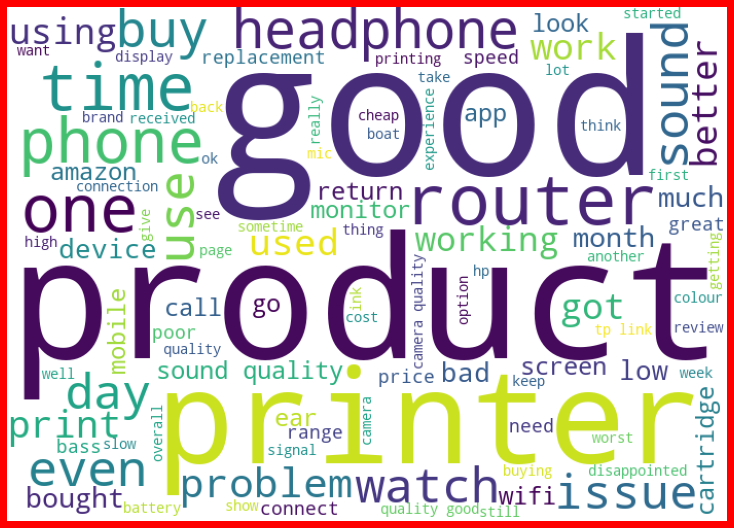 started
using
buy
headphone
look
want
display
replacement
printing
speed
work
sound
better
time
good
take
lot
brand
received
back
really
cheap
boat
app
experience
think
phone
ok
mic
amazon
connection
use
return
router
first
much
one
see
monitor
great
high
give
sometime
thing
device
page
used
working
month
another
getting
product
call
go
ink
cost
camera quality
option
hp
got
colour
mobile
poor
tp link
review
quality
well
sound quality
price
bad
screen
low
week
day
printer
keep
print
overall
ear
camera
need
cartridge
bass
slow
range
worst
even
signal
problem
watch
buying
disappointed
bought
battery
show
connect
wifi
issue
quality good
still